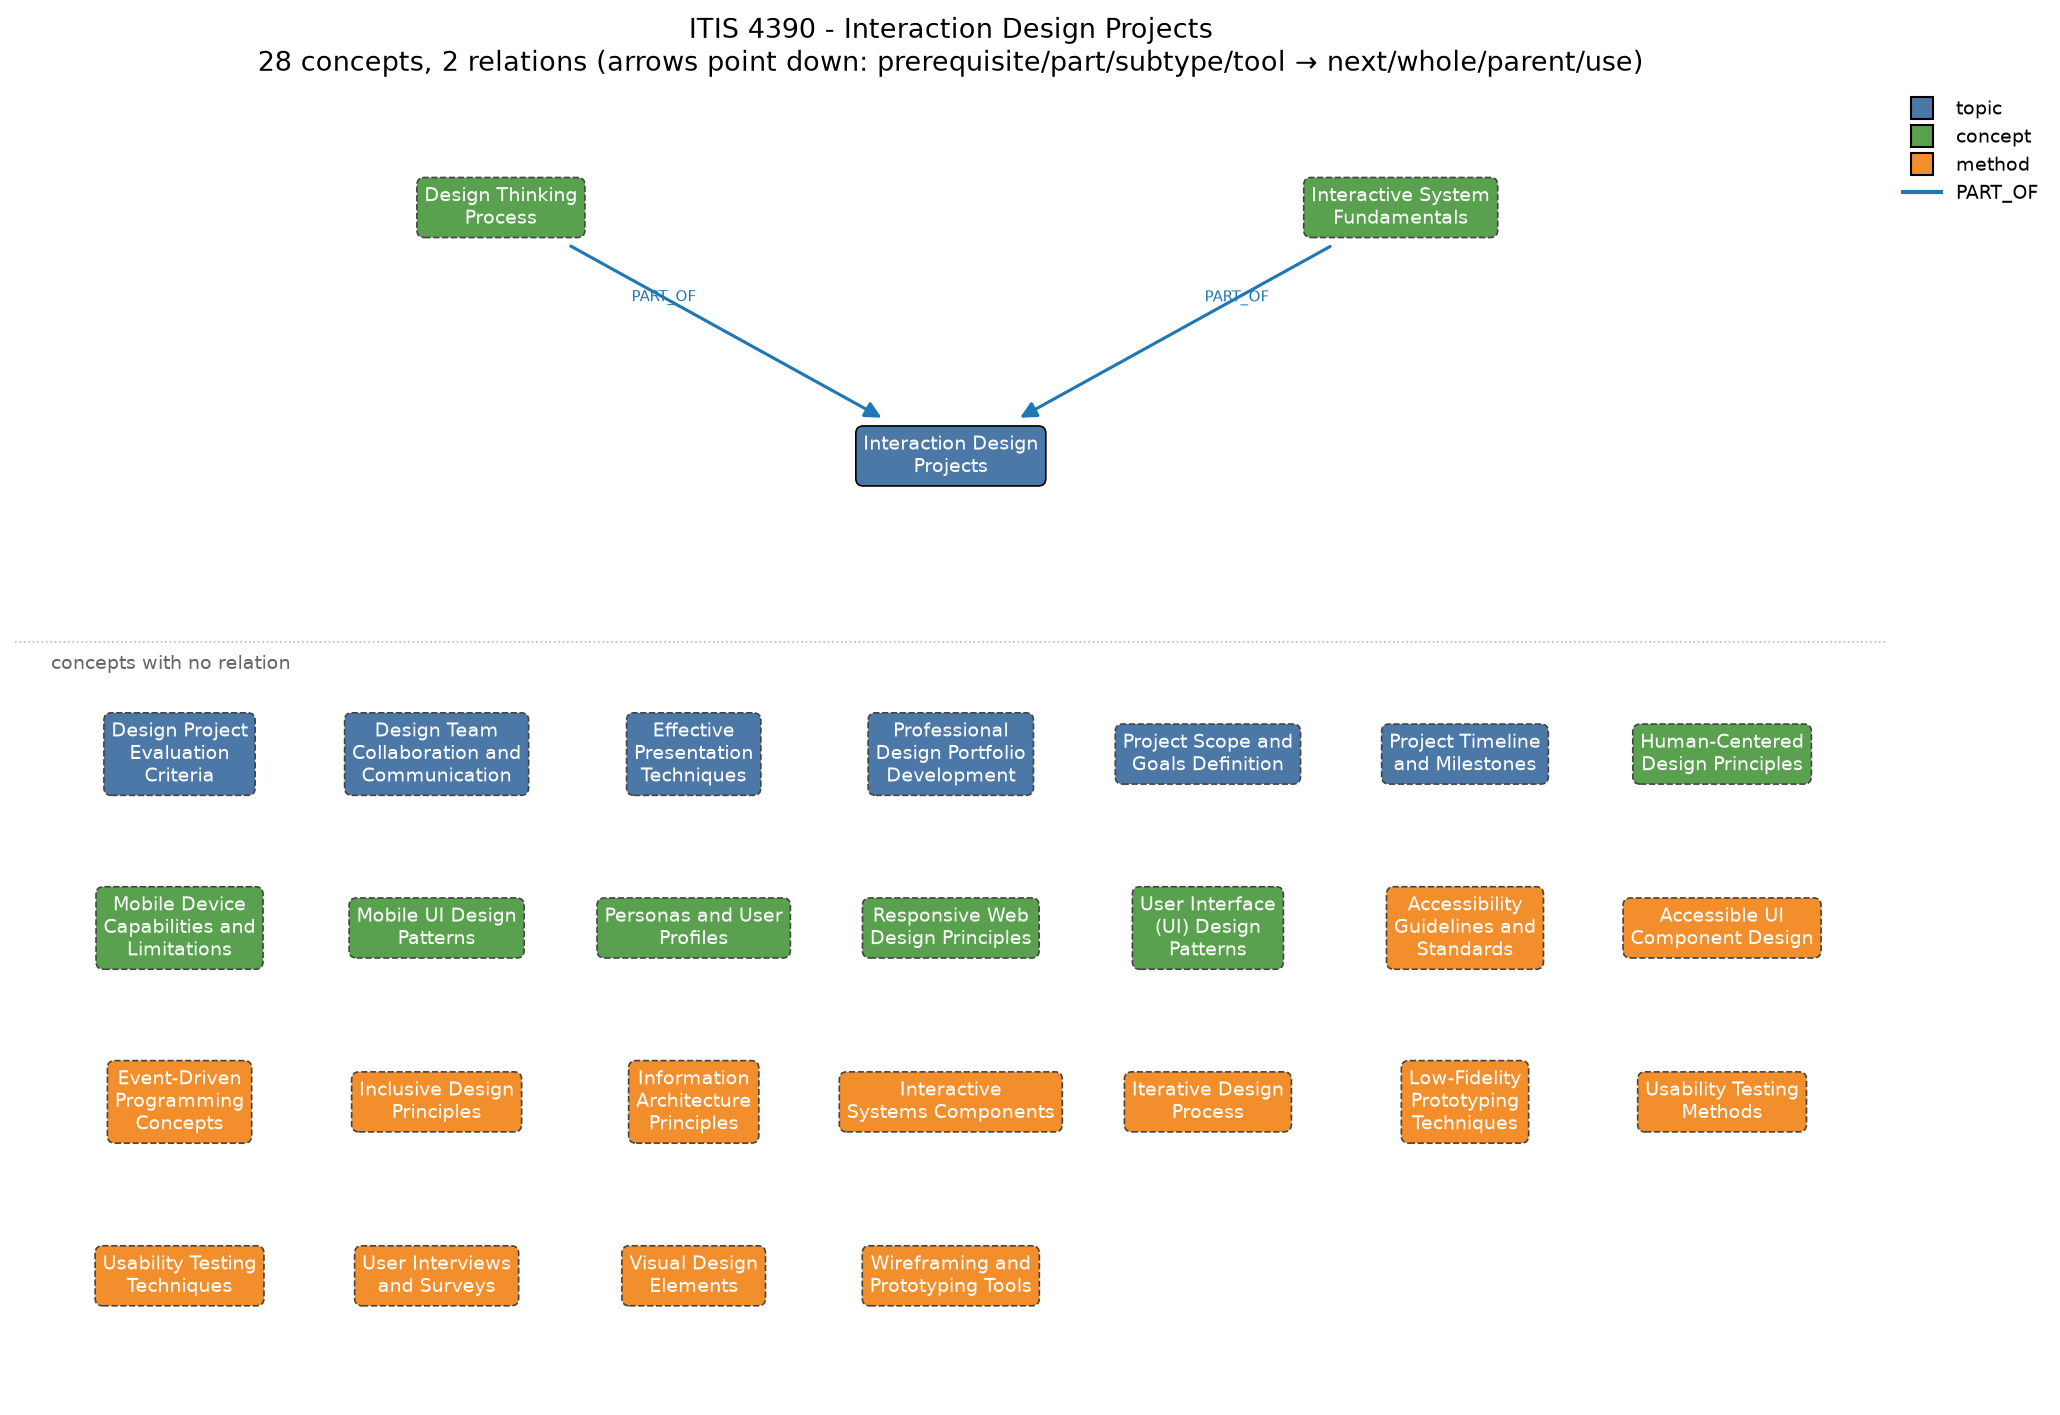 ITIS 4390 - Interaction Design Projects
28 concepts, 2 relations (arrows point down: prerequisite/part/subtype/tool → next/whole/parent/use)
topic
concept
method
PART_OF
Design Thinking
Process
Interactive System
Fundamentals
PART_OF
PART_OF
Interaction Design
Projects
concepts with no relation
Design Project
Evaluation
Criteria
Design Team
Collaboration and
Communication
Effective
Presentation
Techniques
Professional
Design Portfolio
Development
Project Scope and
Goals Definition
Project Timeline
and Milestones
Human-Centered
Design Principles
Mobile Device
Capabilities and
Limitations
Mobile UI Design
Patterns
Personas and User
Profiles
Responsive Web
Design Principles
User Interface
(UI) Design
Patterns
Accessibility
Guidelines and
Standards
Accessible UI
Component Design
Event-Driven
Programming
Concepts
Inclusive Design
Principles
Information
Architecture
Principles
Interactive
Systems Components
Iterative Design
Process
Low-Fidelity
Prototyping
Techniques
Usability Testing
Methods
Usability Testing
Techniques
User Interviews
and Surveys
Visual Design
Elements
Wireframing and
Prototyping Tools